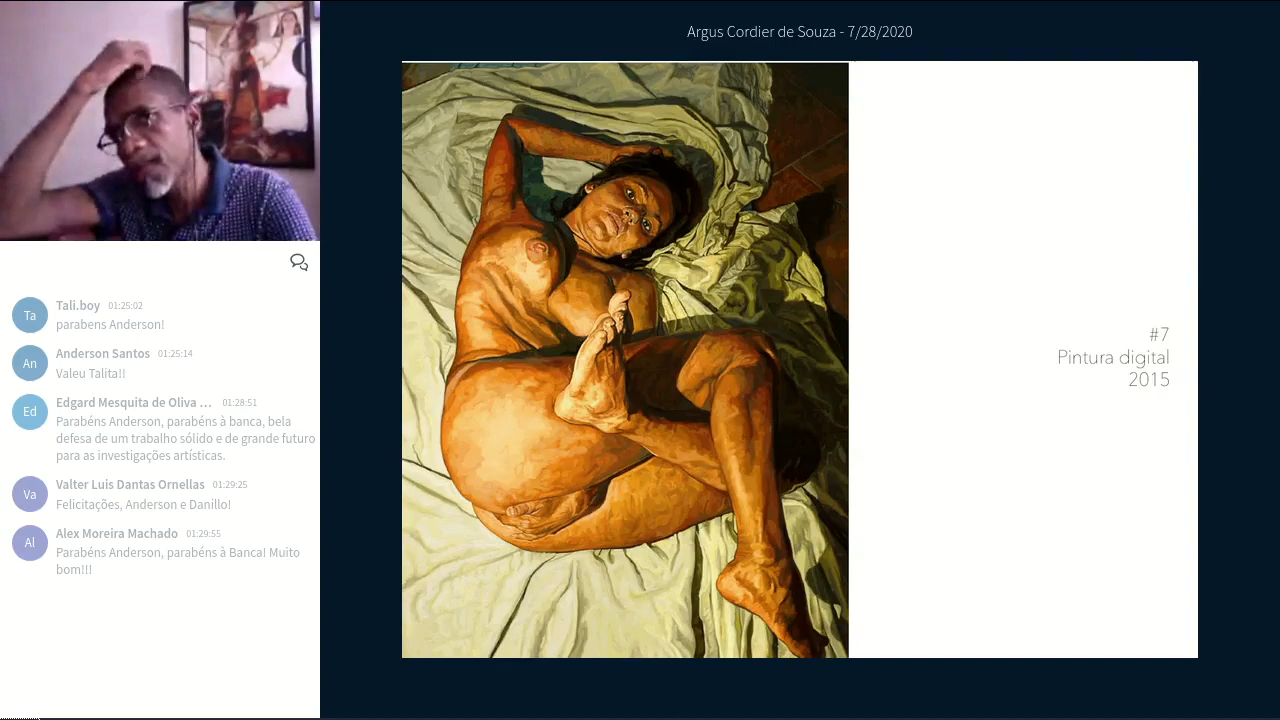 Argus Cordier de Souza - 7/28/2020
Ta
Tali.boy 01:25:02
parabens Anderson!
An
Anderson Santos 01:25:14
Valeu Talita!!
Ed
Edgard Mesquita de Oliva ... 01:28:51
Parabéns Anderson, parabéns à banca, bela
defesa de um trabalho sólido e de grande futuro
para as investigações artísticas.
Va
Valter Luis Dantas Ornellas 01:29:25
Felicitações, Anderson e Danillo!
Al
Alex Moreira Machado 01:29:55
Parabéns Anderson, parabéns à Banca! Muito
bom!!!
#7
Pintura digital
2015